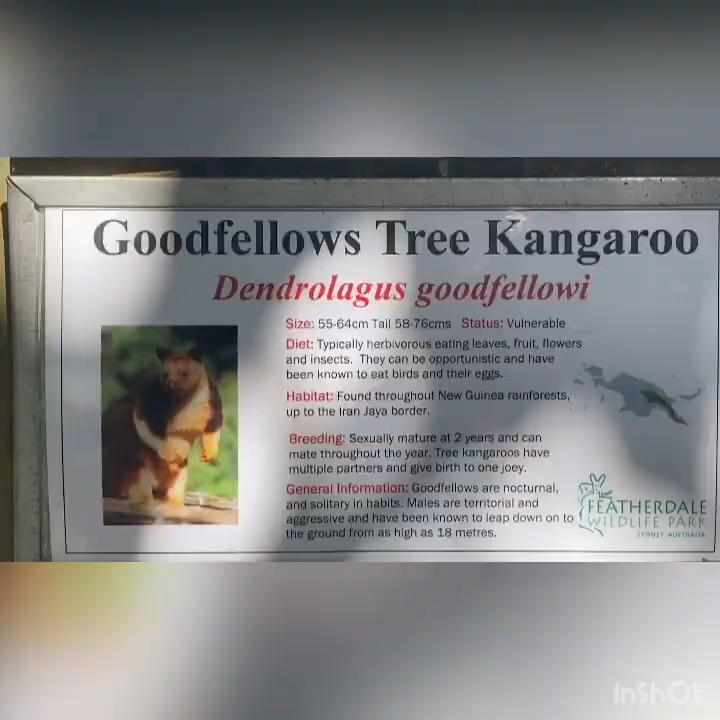 Goodfellows Tree Kangaroo
Dendrolagus goodfellowi
Size: 55-64cm Tail 58-76cms Status: Vulnerable
Diet: Typically herbivorous eating leaves, fruit, flowers
and insects. They can be opportunistic and have
been known to eat birds and their eggs.
Habitat: Found throughout New Guinea rainforests,
up to the Iran Jaya border.
Breeding: Sexually mature at 2 years and can
mate throughout the year. Tree kangaroos have
multiple partners and give birth to one joey.
General Information: Goodfellows are nocturnal,
and solitary in habits. Males are territorial and
aggressive and have been known to leap down on to
the ground from as high as 18 metres.
FEATHERDALE
WILDLIFE PARK
SYDNEY AUSTRALIA
InShOt